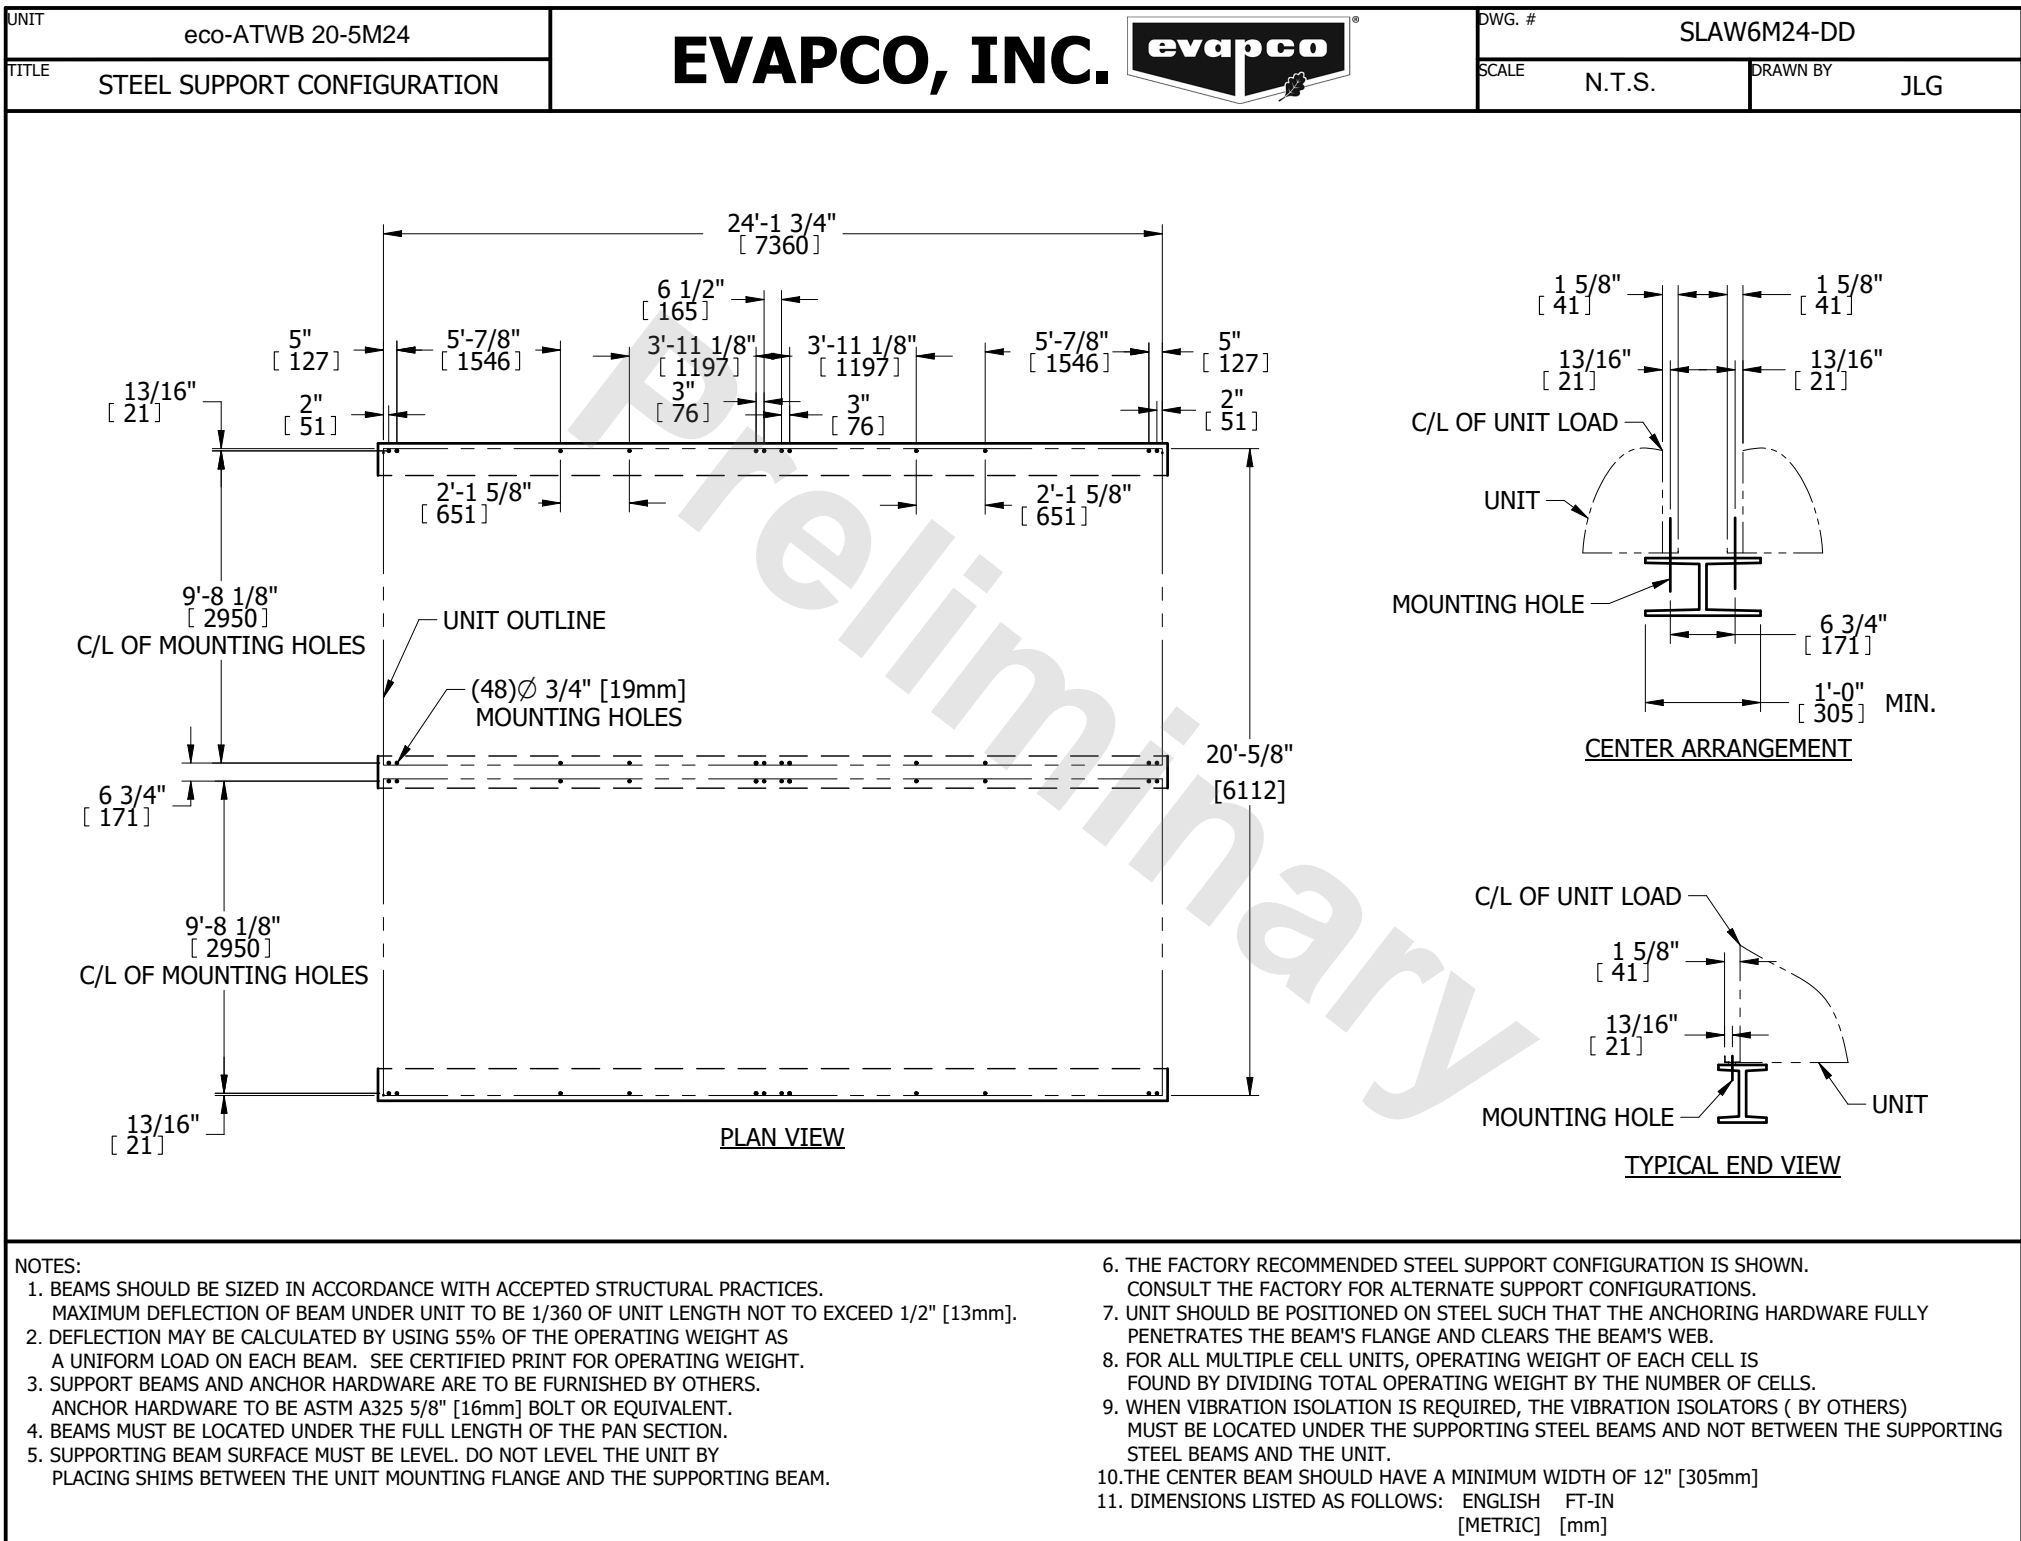 UNIT
eco-ATWB 20-5M24
TITLE
STEEL SUPPORT CONFIGURATION
EVAPCO, INC.
evapco
®
DWG. #
SLAW6M24-DD
SCALE
N.T.S.
DRAWN BY
JLG
24'-1 3/4"
[ 7360 ]
6 1/2"
[ 165 ]
5"
[ 127 ]
5'-7/8"
[ 1546 ]
3'-11 1/8"
[ 1197 ]
3'-11 1/8"
[ 1197 ]
5'-7/8"
[ 1546 ]
5"
[ 127 ]
13/16"
[ 21 ]
2"
[ 51 ]
3"
[ 76 ]
3"
[ 76 ]
2"
[ 51 ]
2'-1 5/8"
[ 651 ]
2'-1 5/8"
[ 651 ]
9'-8 1/8"
[ 2950 ]
C/L OF MOUNTING HOLES
UNIT OUTLINE
(48)∅ 3/4" [19mm]
MOUNTING HOLES
6 3/4"
[ 171 ]
20'-5/8"
[6112]
9'-8 1/8"
[ 2950 ]
C/L OF MOUNTING HOLES
13/16"
[ 21 ]
PLAN VIEW
Preliminary
1 5/8"
[ 41 ]
1 5/8"
[ 41 ]
13/16"
[ 21 ]
13/16"
[ 21 ]
C/L OF UNIT LOAD
UNIT
MOUNTING HOLE
6 3/4"
[ 171 ]
1'-0"
[ 305 ] MIN.
CENTER ARRANGEMENT
C/L OF UNIT LOAD
1 5/8"
[ 41 ]
13/16"
[ 21 ]
MOUNTING HOLE
UNIT
TYPICAL END VIEW
NOTES:
1. BEAMS SHOULD BE SIZED IN ACCORDANCE WITH ACCEPTED STRUCTURAL PRACTICES.
MAXIMUM DEFLECTION OF BEAM UNDER UNIT TO BE 1/360 OF UNIT LENGTH NOT TO EXCEED 1/2" [13mm].
2. DEFLECTION MAY BE CALCULATED BY USING 55% OF THE OPERATING WEIGHT AS
A UNIFORM LOAD ON EACH BEAM. SEE CERTIFIED PRINT FOR OPERATING WEIGHT.
3. SUPPORT BEAMS AND ANCHOR HARDWARE ARE TO BE FURNISHED BY OTHERS.
ANCHOR HARDWARE TO BE ASTM A325 5/8" [16mm] BOLT OR EQUIVALENT.
4. BEAMS MUST BE LOCATED UNDER THE FULL LENGTH OF THE PAN SECTION.
5. SUPPORTING BEAM SURFACE MUST BE LEVEL. DO NOT LEVEL THE UNIT BY
PLACING SHIMS BETWEEN THE UNIT MOUNTING FLANGE AND THE SUPPORTING BEAM.
6. THE FACTORY RECOMMENDED STEEL SUPPORT CONFIGURATION IS SHOWN.
CONSULT THE FACTORY FOR ALTERNATE SUPPORT CONFIGURATIONS.
7. UNIT SHOULD BE POSITIONED ON STEEL SUCH THAT THE ANCHORING HARDWARE FULLY
PENETRATES THE BEAM'S FLANGE AND CLEARS THE BEAM'S WEB.
8. FOR ALL MULTIPLE CELL UNITS, OPERATING WEIGHT OF EACH CELL IS
FOUND BY DIVIDING TOTAL OPERATING WEIGHT BY THE NUMBER OF CELLS.
9. WHEN VIBRATION ISOLATION IS REQUIRED, THE VIBRATION ISOLATORS ( BY OTHERS)
MUST BE LOCATED UNDER THE SUPPORTING STEEL BEAMS AND NOT BETWEEN THE SUPPORTING
STEEL BEAMS AND THE UNIT.
10.THE CENTER BEAM SHOULD HAVE A MINIMUM WIDTH OF 12" [305mm]
11. DIMENSIONS LISTED AS FOLLOWS: ENGLISH FT-IN
[METRIC] [mm]